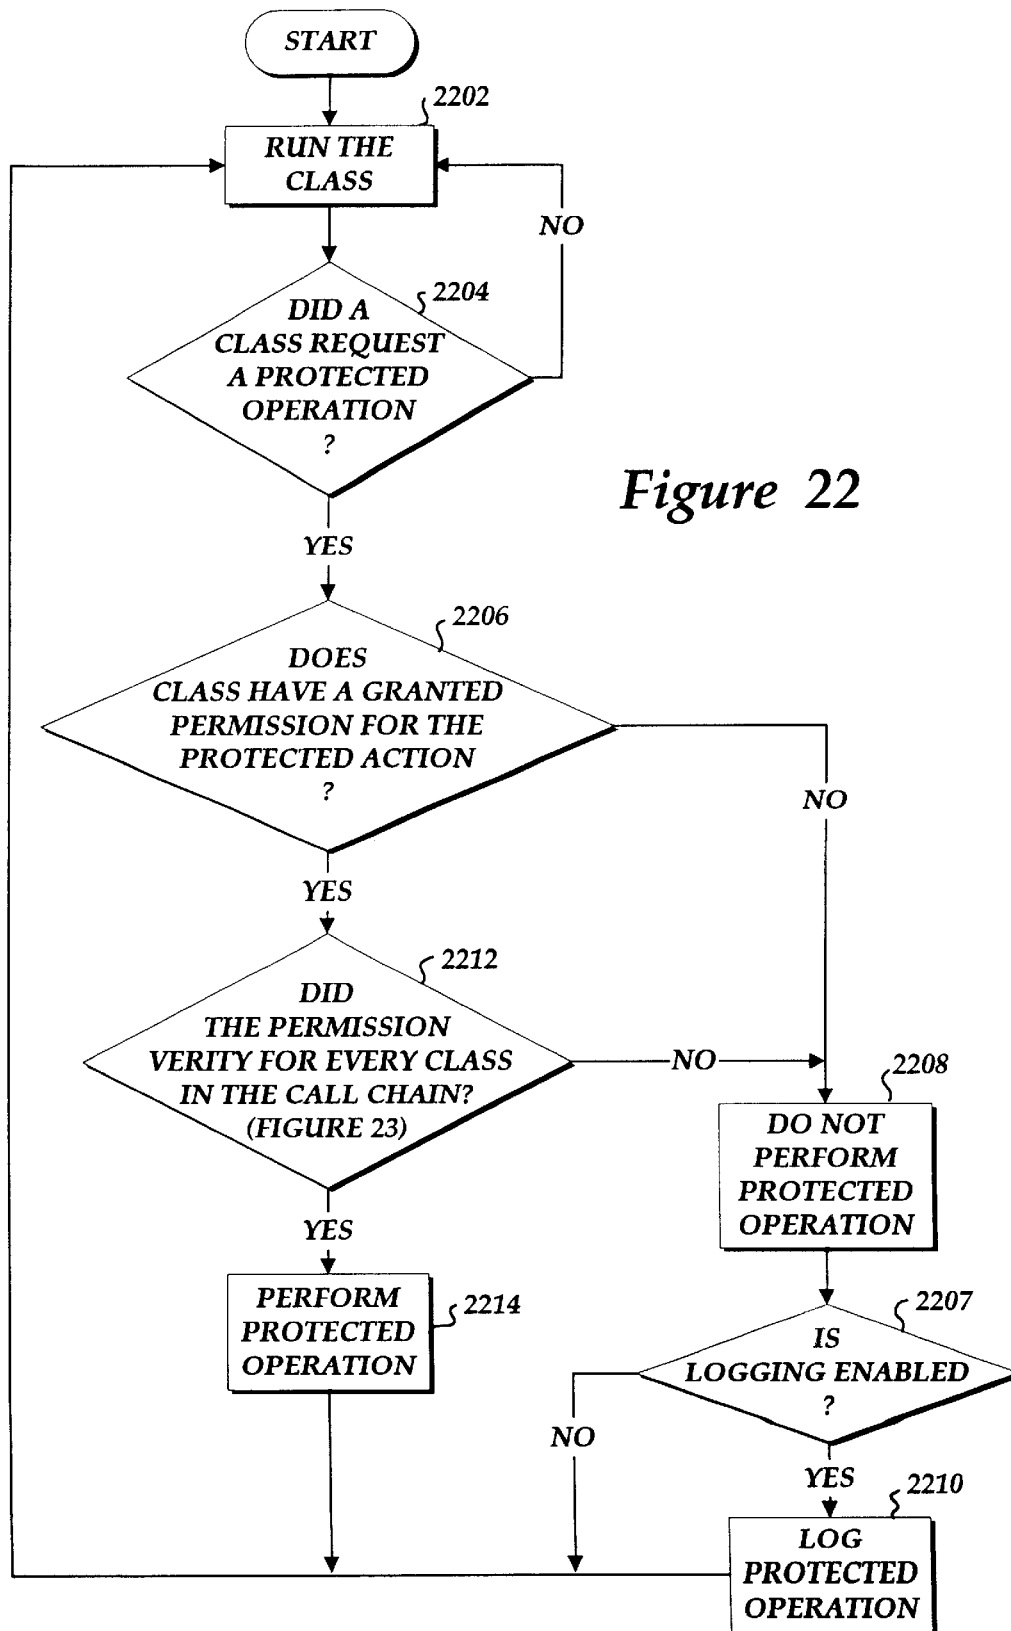 START
2202
RUN THE
CLASS
NO
2204
DID A
CLASS REQUEST
A PROTECTED
OPERATION
?
Figure 22
YES
2206
DOES
CLASS HAVE A GRANTED
PERMISSION FOR THE
PROTECTED ACTION
?
NO
YES
2212
DID
THE PERMISSION
VERITY FOR EVERY CLASS
IN THE CALL CHAIN?
(FIGURE 23)
NO
2208
DO NOT
PERFORM
PROTECTED
OPERATION
YES
PERFORM
PROTECTED
OPERATION
2214
2207
IS
LOGGING ENABLED
?
NO
YES
2210
LOG
PROTECTED
OPERATION